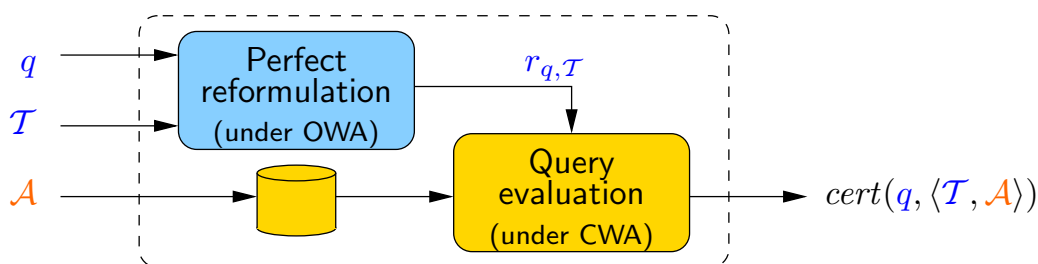 q
𝒯
𝒜
Perfect
reformulation
(under OWA)
r_{q,𝒯}
Query
evaluation
(under CWA)
cert(q, ⟨𝒯, 𝒜⟩)